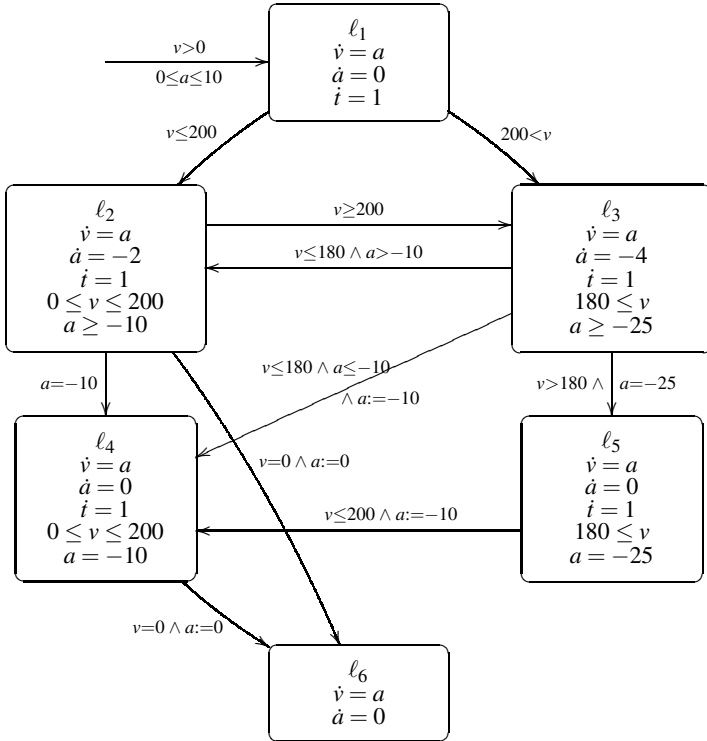 ℓ₁
v̇ = a
ȧ = 0
ṫ = 1
v>0
0≤a≤10
v≤200
200<v
ℓ₂
v̇ = a
ȧ = −2
ṫ = 1
0 ≤ v ≤ 200
a ≥ −10
v≥200
v≤180 ∧ a>−10
ℓ₃
v̇ = a
ȧ = −4
ṫ = 1
180 ≤ v
a ≥ −25
a=−10
v≤180 ∧ a≤−10
∧ a:=−10
v>180 ∧ a=−25
ℓ₄
v̇ = a
ȧ = 0
ṫ = 1
0 ≤ v ≤ 200
a = −10
v=0 ∧ a:=0
v≤200 ∧ a:=−10
ℓ₅
v̇ = a
ȧ = 0
ṫ = 1
180 ≤ v
a = −25
v=0 ∧ a:=0
ℓ₆
v̇ = a
ȧ = 0